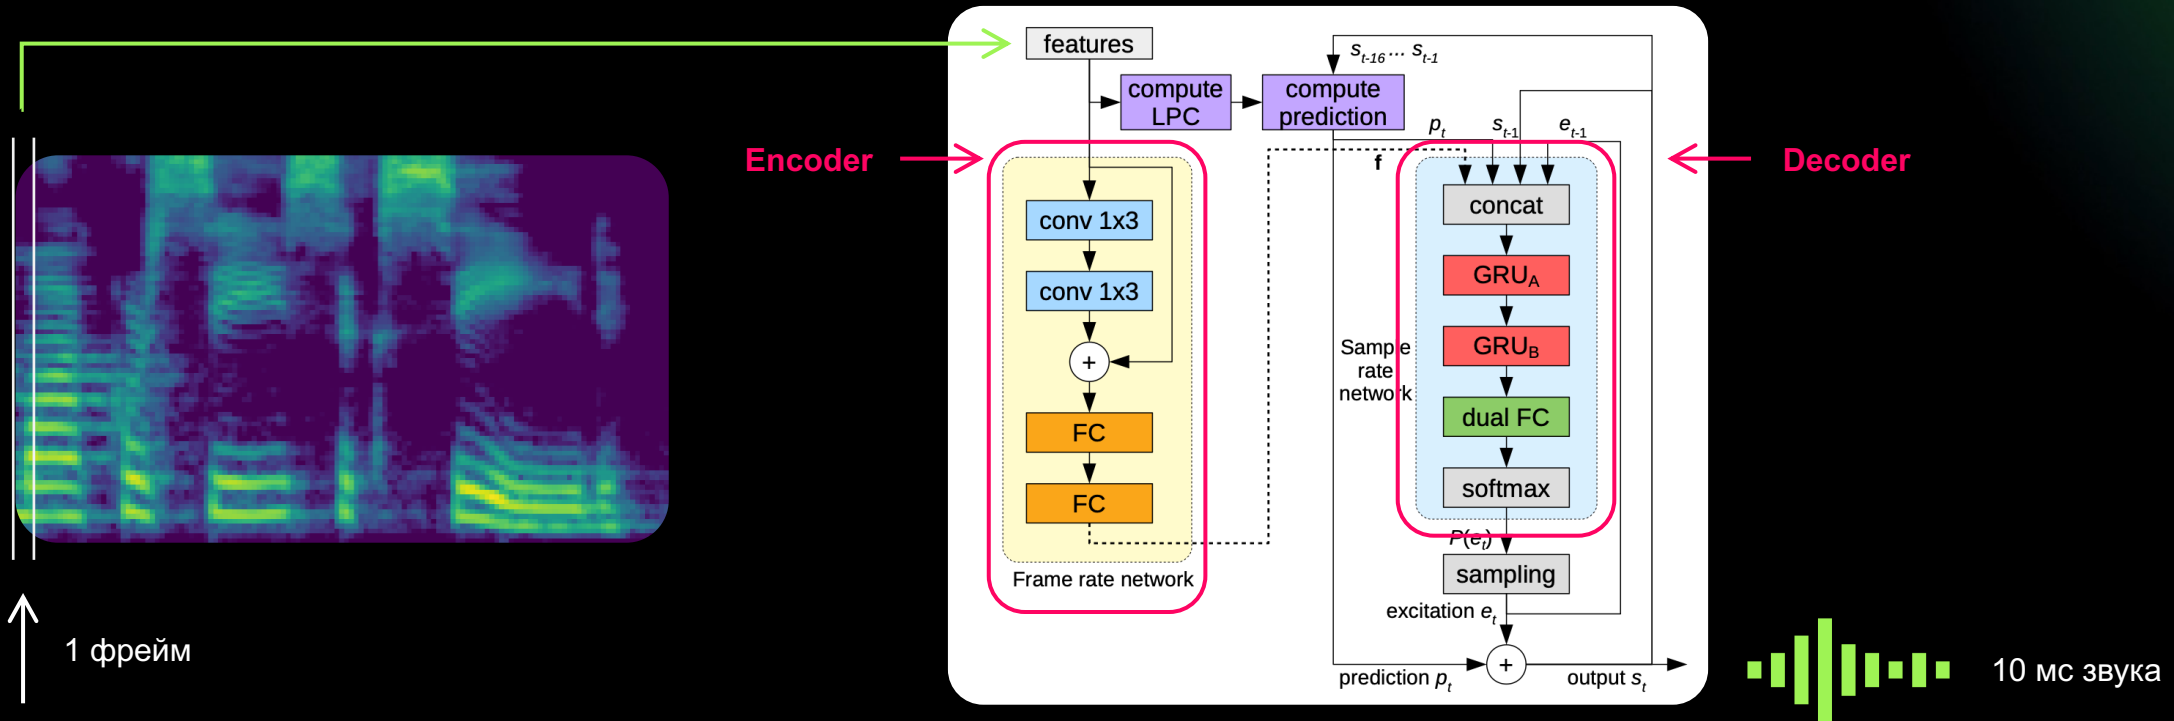 features
s_{t-16} ... s_{t-1}
compute
LPC
compute
prediction
p_t
s_{t-1}
e_{t-1}
Encoder
f
Decoder
conv 1x3
conv 1x3
+
FC
FC
Frame rate network
concat
GRU_A
GRU_B
Sample
rate
network
dual FC
softmax
P(e_t)
sampling
excitation e_t
+
prediction p_t
output s_t
1 фрейм
10 мс звука